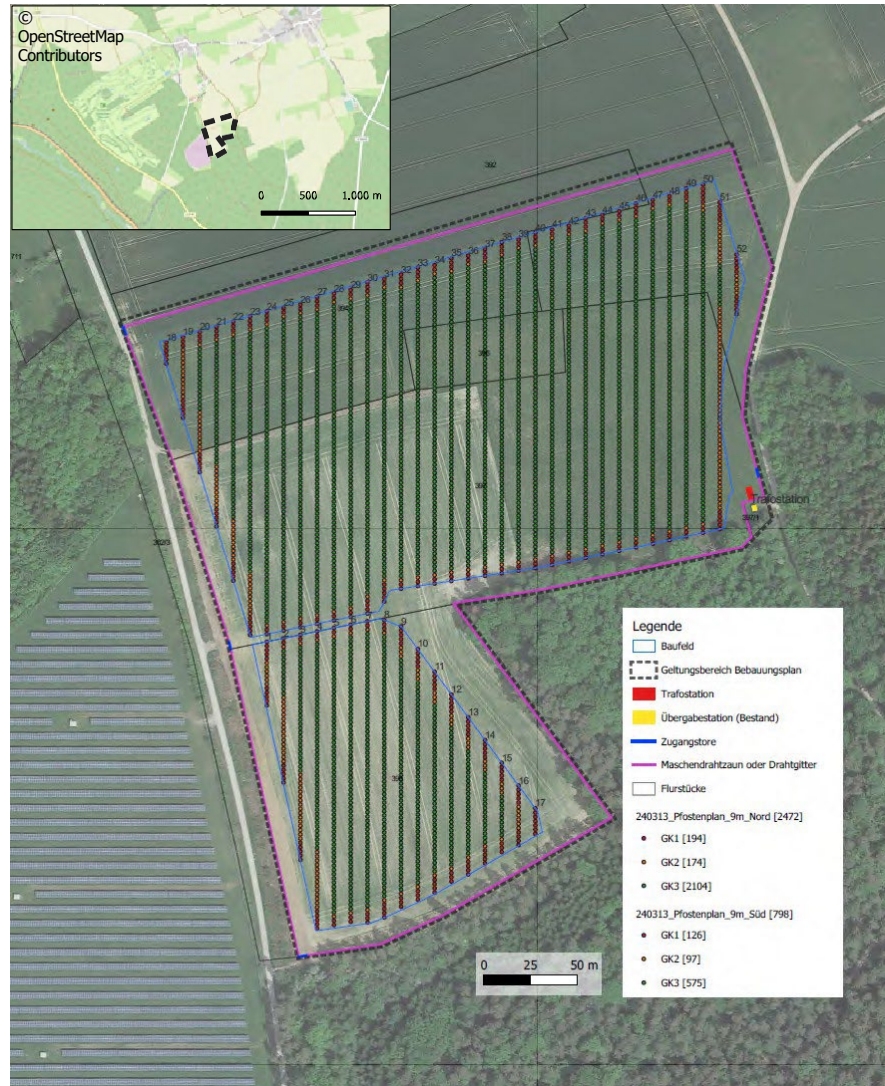 ©
OpenStreetMap
Contributors
0 500 1.000 m
392
50
49
48
47
46
45
44
43
42
41
40
39
38
37
36
35
34
33
32
31
30
29
28
27
26
25
24
23
22
21
20
19
18
51
52
Trafostation
8
9
10
11
12
13
14
15
16
17
Legende
Baufeld
Geltungsbereich Bebauungsplan
Trafostation
Übergabestation (Bestand)
Zugangstore
Maschendrahtzaun oder Drahtgitter
Flurstücke
240313_Pfostenplan_9m_Nord [2472]
GK1 [194]
GK2 [174]
GK3 [2104]
240313_Pfostenplan_9m_Süd [798]
GK1 [126]
GK2 [97]
GK3 [575]
0 25 50 m